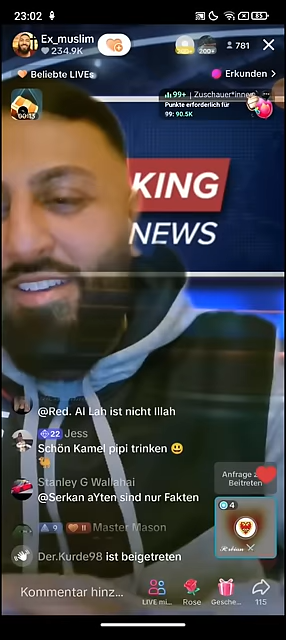 23:02
85
Ex_muslim
234.9K
200+
781
Beliebte LIVEs
Erkunden
99+ | Zuschauer*innen
Punkte erforderlich für
99: 90.5K
00:13
KING
NEWS
@Red. Al Lah ist nicht Illah
22 Jess
Schön Kamel pipi trinken 😃
🐪
Stanley G Wallahai
@Serkan aYten sind nur Fakten
9 II Master Mason
Der.Kurde98 ist beigetreten
Anfrage z
Beitreten
4
Kommentar hinz...
LIVE mi...
Rose
Gesche...
115